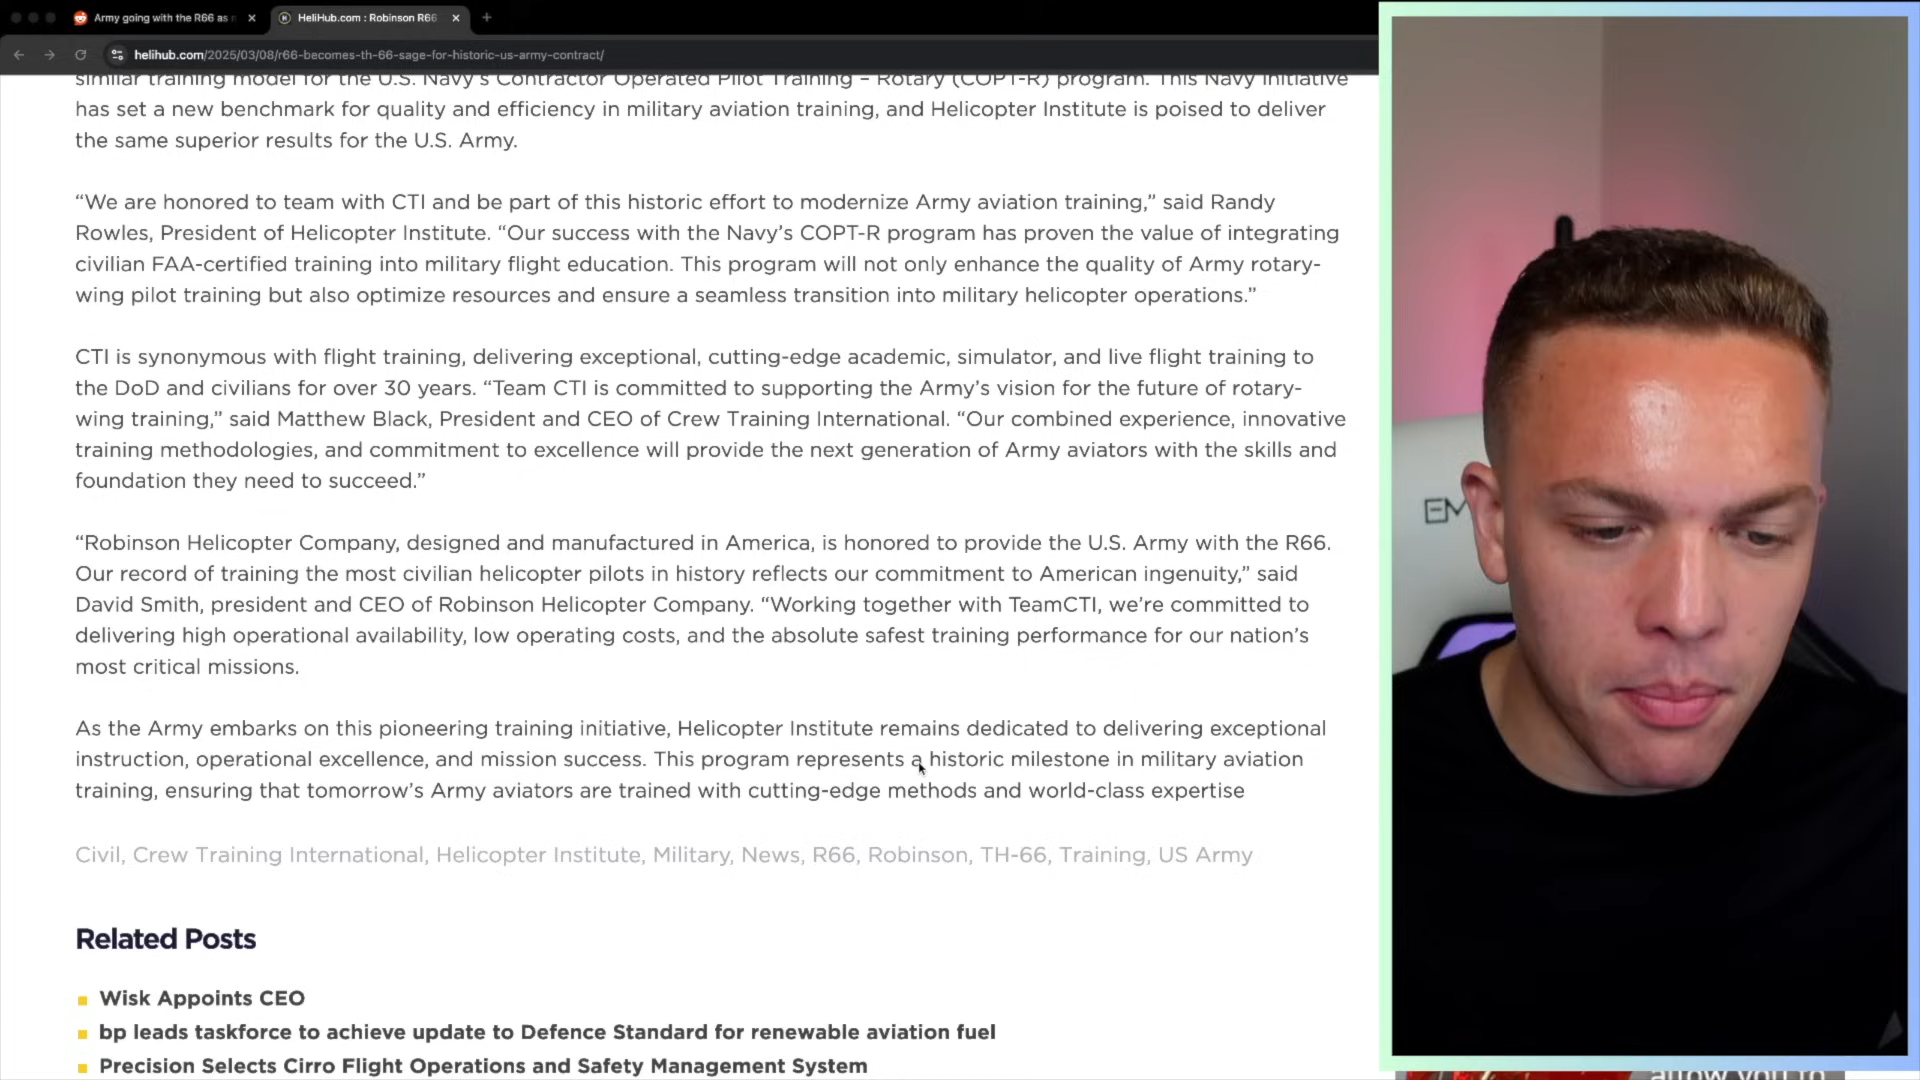 Army going with the R66 as
HeliHub.com : Robinson R66
helihub.com/2025/03/08/r66-becomes-th-66-sage-for-historic-us-army-contract/
similar training model for the U.S. Navy's Contractor Operated Pilot Training – Rotary (COPT-R) program. This Navy initiative
has set a new benchmark for quality and efficiency in military aviation training, and Helicopter Institute is poised to deliver
the same superior results for the U.S. Army.
“We are honored to team with CTI and be part of this historic effort to modernize Army aviation training,” said Randy
Rowles, President of Helicopter Institute. “Our success with the Navy’s COPT-R program has proven the value of integrating
civilian FAA-certified training into military flight education. This program will not only enhance the quality of Army rotary-
wing pilot training but also optimize resources and ensure a seamless transition into military helicopter operations.”
CTI is synonymous with flight training, delivering exceptional, cutting-edge academic, simulator, and live flight training to
the DoD and civilians for over 30 years. “Team CTI is committed to supporting the Army’s vision for the future of rotary-
wing training,” said Matthew Black, President and CEO of Crew Training International. “Our combined experience, innovative
training methodologies, and commitment to excellence will provide the next generation of Army aviators with the skills and
foundation they need to succeed.”
“Robinson Helicopter Company, designed and manufactured in America, is honored to provide the U.S. Army with the R66.
Our record of training the most civilian helicopter pilots in history reflects our commitment to American ingenuity,” said
David Smith, president and CEO of Robinson Helicopter Company. “Working together with TeamCTI, we’re committed to
delivering high operational availability, low operating costs, and the absolute safest training performance for our nation’s
most critical missions.
As the Army embarks on this pioneering training initiative, Helicopter Institute remains dedicated to delivering exceptional
instruction, operational excellence, and mission success. This program represents a historic milestone in military aviation
training, ensuring that tomorrow’s Army aviators are trained with cutting-edge methods and world-class expertise
Civil, Crew Training International, Helicopter Institute, Military, News, R66, Robinson, TH-66, Training, US Army
Related Posts
Wisk Appoints CEO
bp leads taskforce to achieve update to Defence Standard for renewable aviation fuel
Precision Selects Cirro Flight Operations and Safety Management System
EM
allow you to